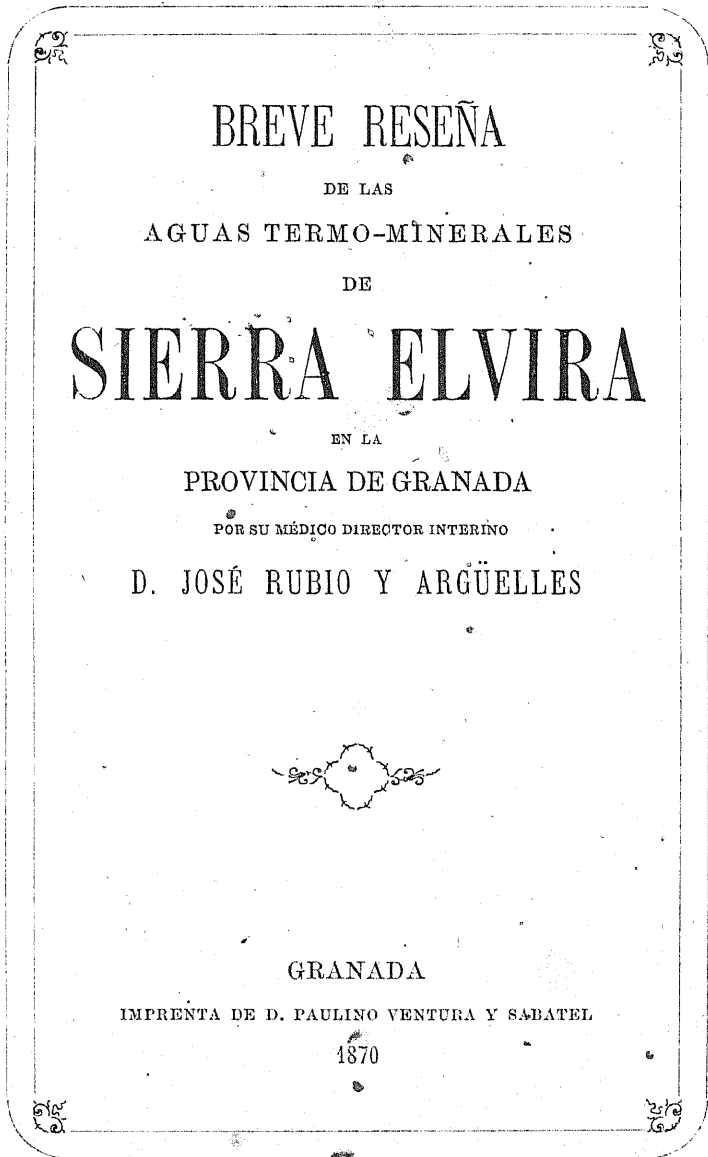 BREVE RESEÑA
DE LAS
AGUAS TERMO-MINERALES
DE
SIERRA ELVIRA
EN LA
PROVINCIA DE GRANADA
POR SU MÉDICO DIRECTOR INTERINO
D. JOSÉ RUBIO Y ARGÜELLES
GRANADA
IMPRENTA DE D. PAULINO VENTURA Y SABATEL
1870